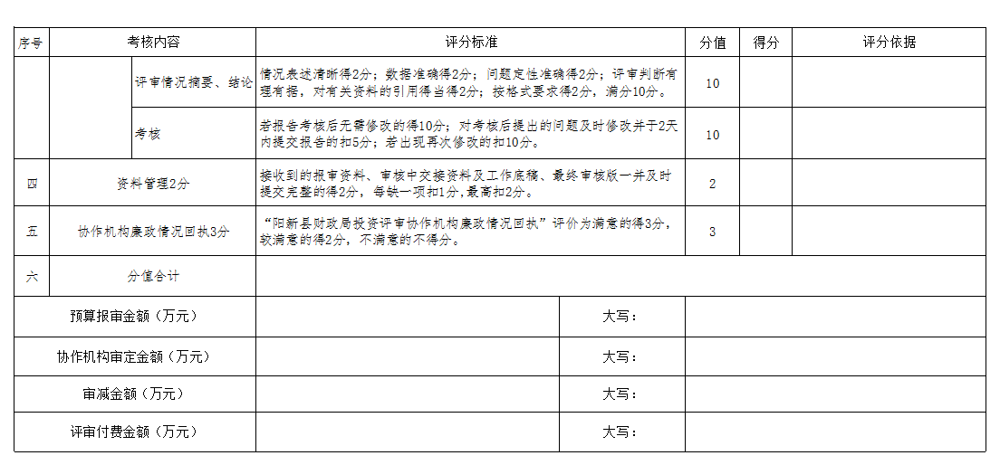 序号 考核内容 评分标准 分值 得分 评分依据
评审情况摘要、结论 情况表述清晰得2分；数据准确得2分；问题定性准确得2分；评审判断有
理有据，对有关资料的引用得当得2分；按格式要求得2分，满分10分。 10
考核 若报告考核后无需修改的得10分；对考核后提出的问题及时修改并于2天
内提交报告的扣5分；若出现再次修改的扣10分。 10
四 资料管理2分 接收到的报审资料、审核中交接资料及工作底稿、最终审核版一并及时
提交完整的得2分，每缺一项扣1分,最高扣2分。 2
五 协作机构廉政情况回执3分 “阳新县财政局投资评审协作机构廉政情况回执”评价为满意的得3分，
较满意的得2分，不满意的不得分。 3
六 分值合计
预算报审金额（万元） 大写：
协作机构审定金额（万元） 大写：
审减金额（万元） 大写：
评审付费金额（万元） 大写：